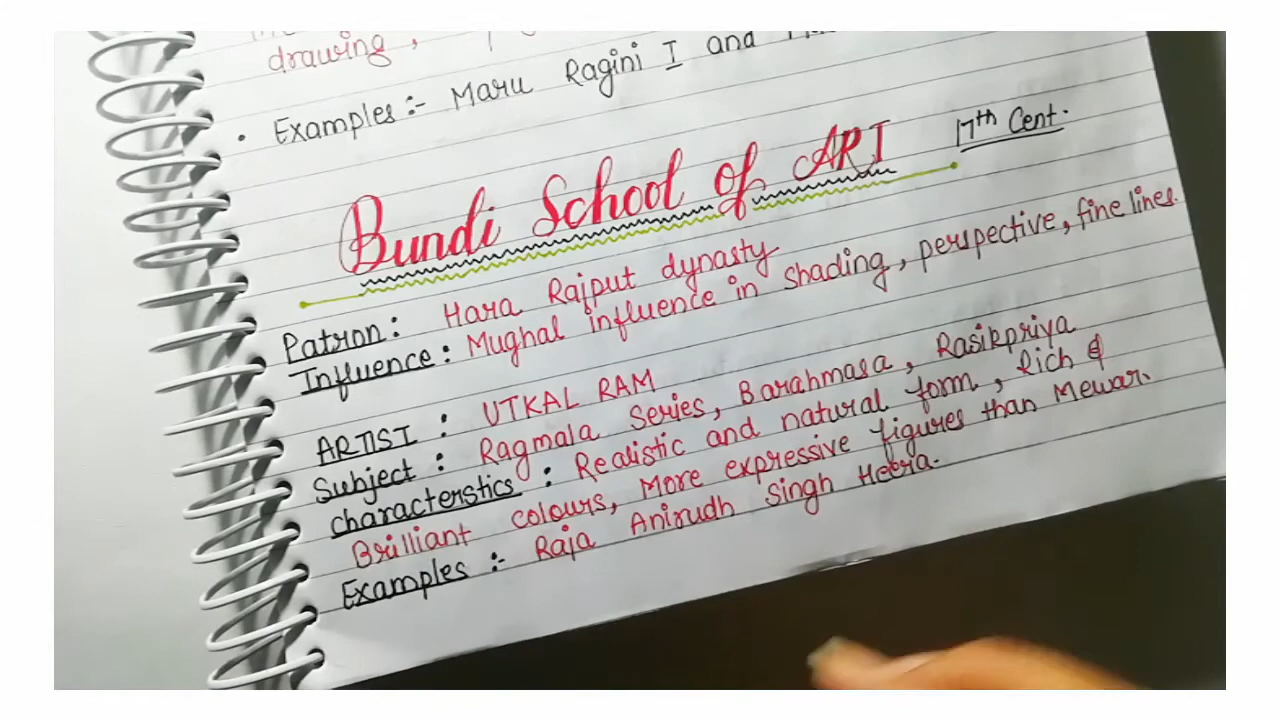 drawing,
• Examples :- Maru Ragini I and
Bundi School of ART 17th Cent.
Patron : Hara Rajput dynasty
Influence : Mughal influence in shading, perspective, fine lines.
ARTIST : UTKAL RAM
Subject : Ragmala Series, Barahmasa, Rasikpriya
characterstics : Realistic and natural form, Rich &
Brilliant colours, More expressive figures than Mewar.
Examples :- Raja Anirudh Singh Heera.